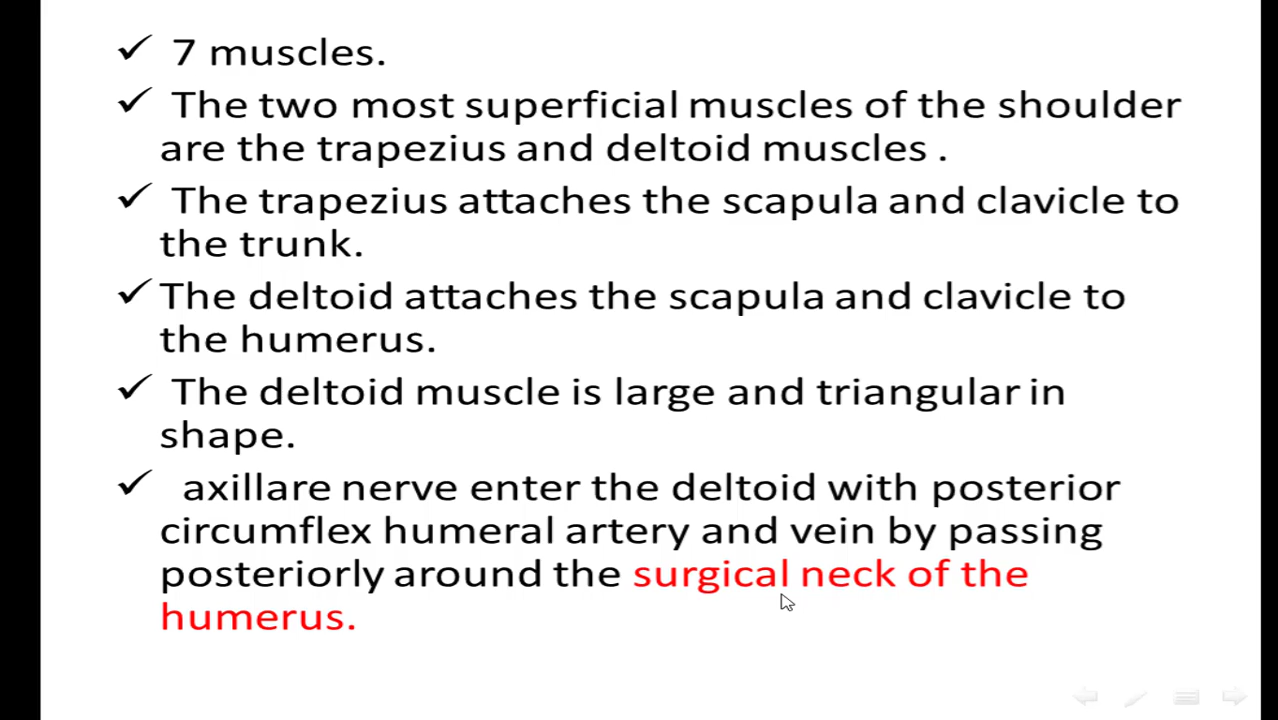 ✓ 7 muscles.
✓ The two most superficial muscles of the shoulder
are the trapezius and deltoid muscles .
✓ The trapezius attaches the scapula and clavicle to
the trunk.
✓ The deltoid attaches the scapula and clavicle to
the humerus.
✓ The deltoid muscle is large and triangular in
shape.
✓ axillare nerve enter the deltoid with posterior
circumflex humeral artery and vein by passing
posteriorly around the surgical neck of the
humerus.